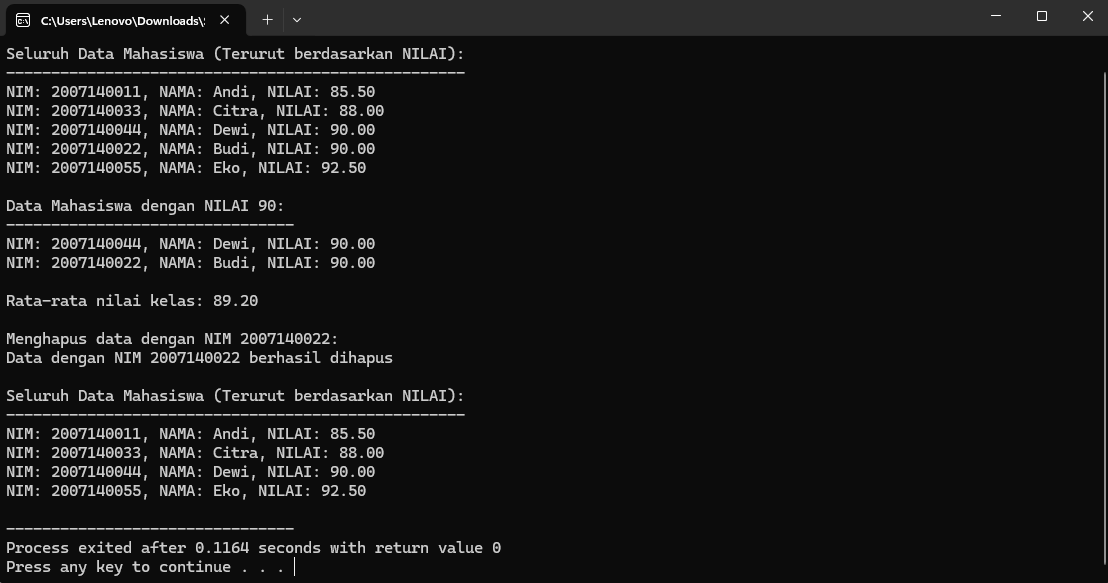 C:\Users\Lenovo\Downloads\
Seluruh Data Mahasiswa (Terurut berdasarkan NILAI):
---------------------------------------------------
NIM: 2007140011, NAMA: Andi, NILAI: 85.50
NIM: 2007140033, NAMA: Citra, NILAI: 88.00
NIM: 2007140044, NAMA: Dewi, NILAI: 90.00
NIM: 2007140022, NAMA: Budi, NILAI: 90.00
NIM: 2007140055, NAMA: Eko, NILAI: 92.50
Data Mahasiswa dengan NILAI 90:
--------------------------------
NIM: 2007140044, NAMA: Dewi, NILAI: 90.00
NIM: 2007140022, NAMA: Budi, NILAI: 90.00
Rata-rata nilai kelas: 89.20
Menghapus data dengan NIM 2007140022:
Data dengan NIM 2007140022 berhasil dihapus
Seluruh Data Mahasiswa (Terurut berdasarkan NILAI):
---------------------------------------------------
NIM: 2007140011, NAMA: Andi, NILAI: 85.50
NIM: 2007140033, NAMA: Citra, NILAI: 88.00
NIM: 2007140044, NAMA: Dewi, NILAI: 90.00
NIM: 2007140055, NAMA: Eko, NILAI: 92.50
--------------------------------
Process exited after 0.1164 seconds with return value 0
Press any key to continue . . .